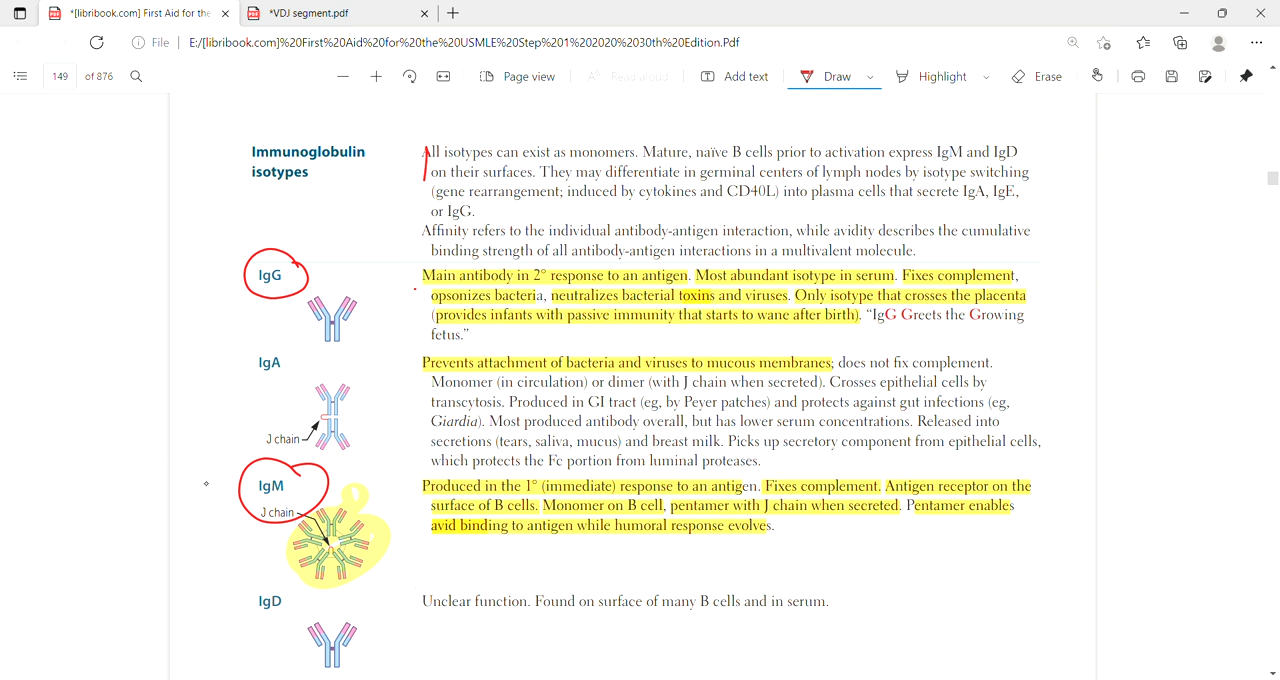 *[libribook.com] First Aid for the
*VDJ segment.pdf
File
E:/[libribook.com]%20First%20Aid%20for%20the%20USMLE%20Step%201%202020%2030th%20Edition.Pdf
149 of 876
Page view
Read aloud
Add text
Draw
Highlight
Erase
Immunoglobulin
isotypes
All isotypes can exist as monomers. Mature, naïve B cells prior to activation express IgM and IgD
on their surfaces. They may differentiate in germinal centers of lymph nodes by isotype switching
(gene rearrangement; induced by cytokines and CD40L) into plasma cells that secrete IgA, IgE,
or IgG.
Affinity refers to the individual antibody-antigen interaction, while avidity describes the cumulative
binding strength of all antibody-antigen interactions in a multivalent molecule.
IgG
Main antibody in 2° response to an antigen. Most abundant isotype in serum. Fixes complement,
opsonizes bacteria, neutralizes bacterial toxins and viruses. Only isotype that crosses the placenta
(provides infants with passive immunity that starts to wane after birth). “IgG Greets the Growing
fetus.”
IgA
J chain
Prevents attachment of bacteria and viruses to mucous membranes; does not fix complement.
Monomer (in circulation) or dimer (with J chain when secreted). Crosses epithelial cells by
transcytosis. Produced in GI tract (eg, by Peyer patches) and protects against gut infections (eg,
Giardia). Most produced antibody overall, but has lower serum concentrations. Released into
secretions (tears, saliva, mucus) and breast milk. Picks up secretory component from epithelial cells,
which protects the Fc portion from luminal proteases.
IgM
J chain
Produced in the 1° (immediate) response to an antigen. Fixes complement. Antigen receptor on the
surface of B cells. Monomer on B cell, pentamer with J chain when secreted. Pentamer enables
avid binding to antigen while humoral response evolves.
IgD
Unclear function. Found on surface of many B cells and in serum.